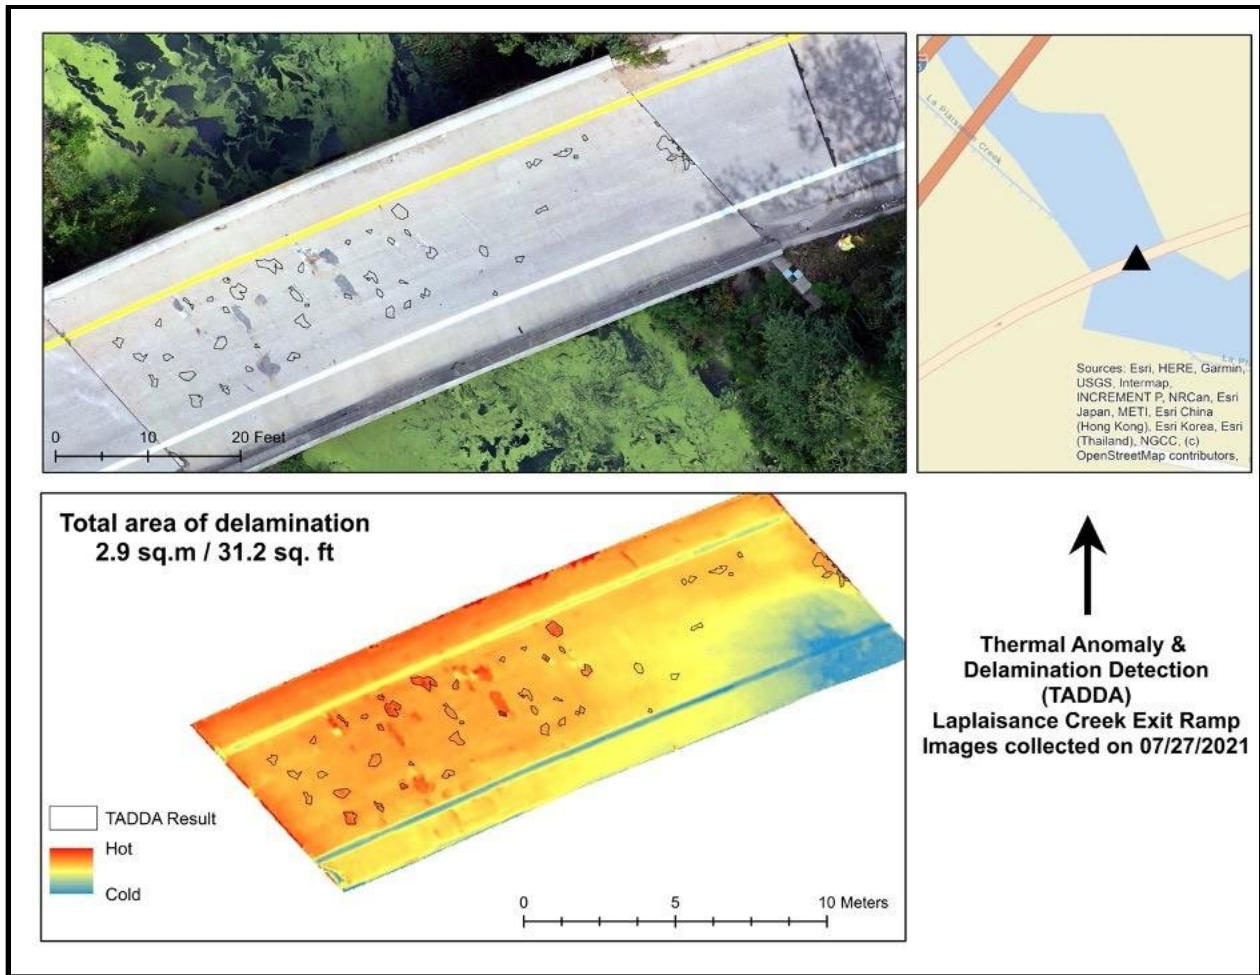 0 10 20 Feet
La Plaisance Creek
La Pl
Sources: Esri, HERE, Garmin,
USGS, Intermap,
INCREMENT P, NRCan, Esri
Japan, METI, Esri China
(Hong Kong), Esri Korea, Esri
(Thailand), NGCC, (c)
OpenStreetMap contributors,
Total area of delamination
2.9 sq.m / 31.2 sq. ft
TADDA Result
Hot
Cold
0 5 10 Meters
Thermal Anomaly &
Delamination Detection
(TADDA)
Laplaisance Creek Exit Ramp
Images collected on 07/27/2021